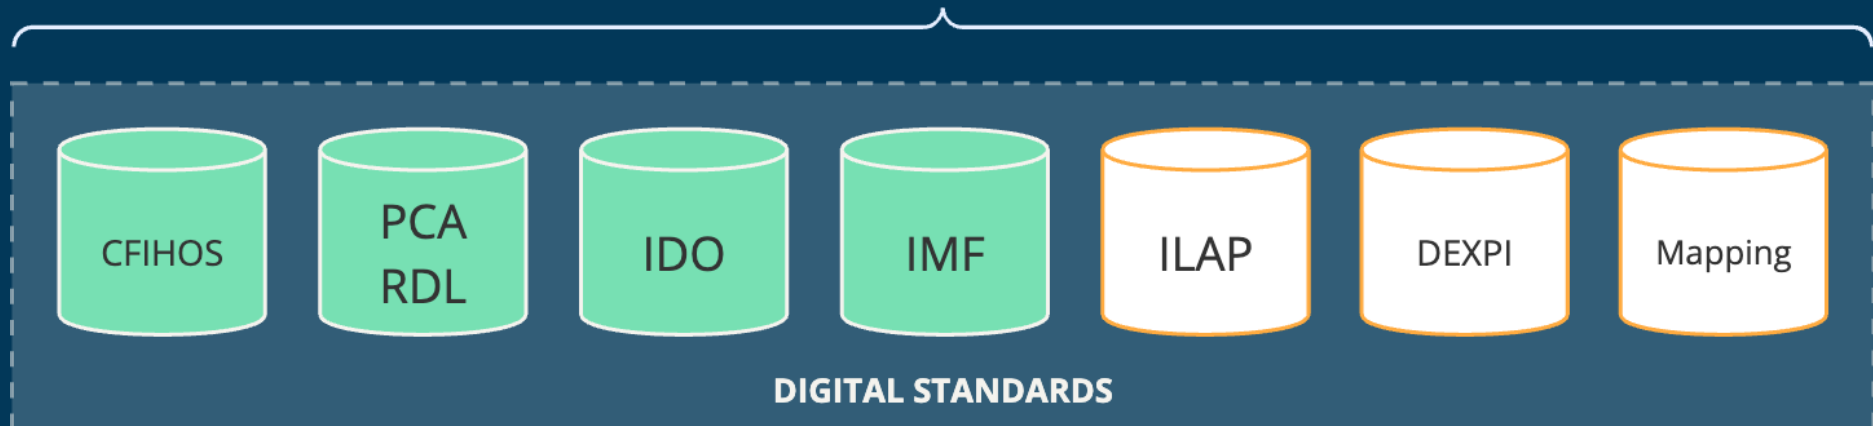 CFIHOS
PCA
RDL
IDO
IMF
ILAP
DEXPI
Mapping
DIGITAL STANDARDS